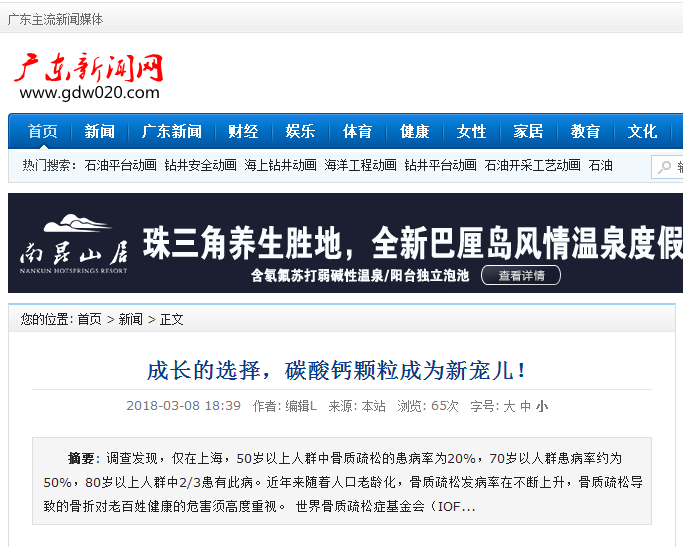 广东主流新闻媒体
广东新闻网
www.gdw020.com
首页 新闻 广东新闻 财经 娱乐 体育 健康 女性 家居 教育 文化
热门搜索: 石油平台动画 钻井安全动画 海上钻井动画 海洋工程动画 钻井平台动画 石油开采工艺动画 石油
南昆山居
NANKUN HOTSPRINGS RESORT
珠三角养生胜地，全新巴厘岛风情温泉度假
含氡氟苏打弱碱性温泉/阳台独立泡池 查看详情
您的位置: 首页 > 新闻 > 正文
成长的选择，碳酸钙颗粒成为新宠儿！
2018-03-08 18:39 作者: 编辑L 来源: 本站 浏览: 65次 字号: 大 中 小
摘要: 调查发现，仅在上海，50岁以上人群中骨质疏松的患病率为20%，70岁以人群患病率约为
50%，80岁以上人群中2/3患有此病。近年来随着人口老龄化，骨质疏松发病率在不断上升，骨质疏松导
致的骨折对老百姓健康的危害须高度重视。 世界骨质疏松症基金会（IOF...